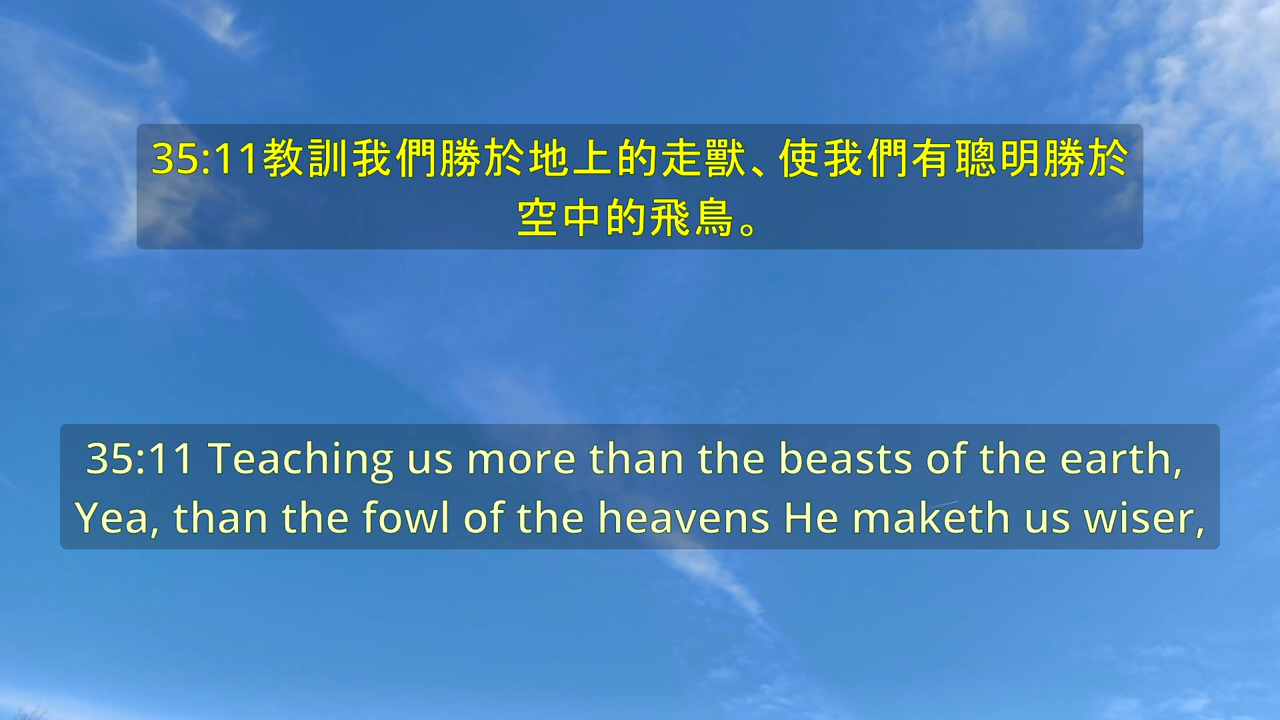 35:11教訓我們勝於地上的走獸、使我們有聰明勝於
空中的飛鳥。
35:11 Teaching us more than the beasts of the earth,
Yea, than the fowl of the heavens He maketh us wiser,